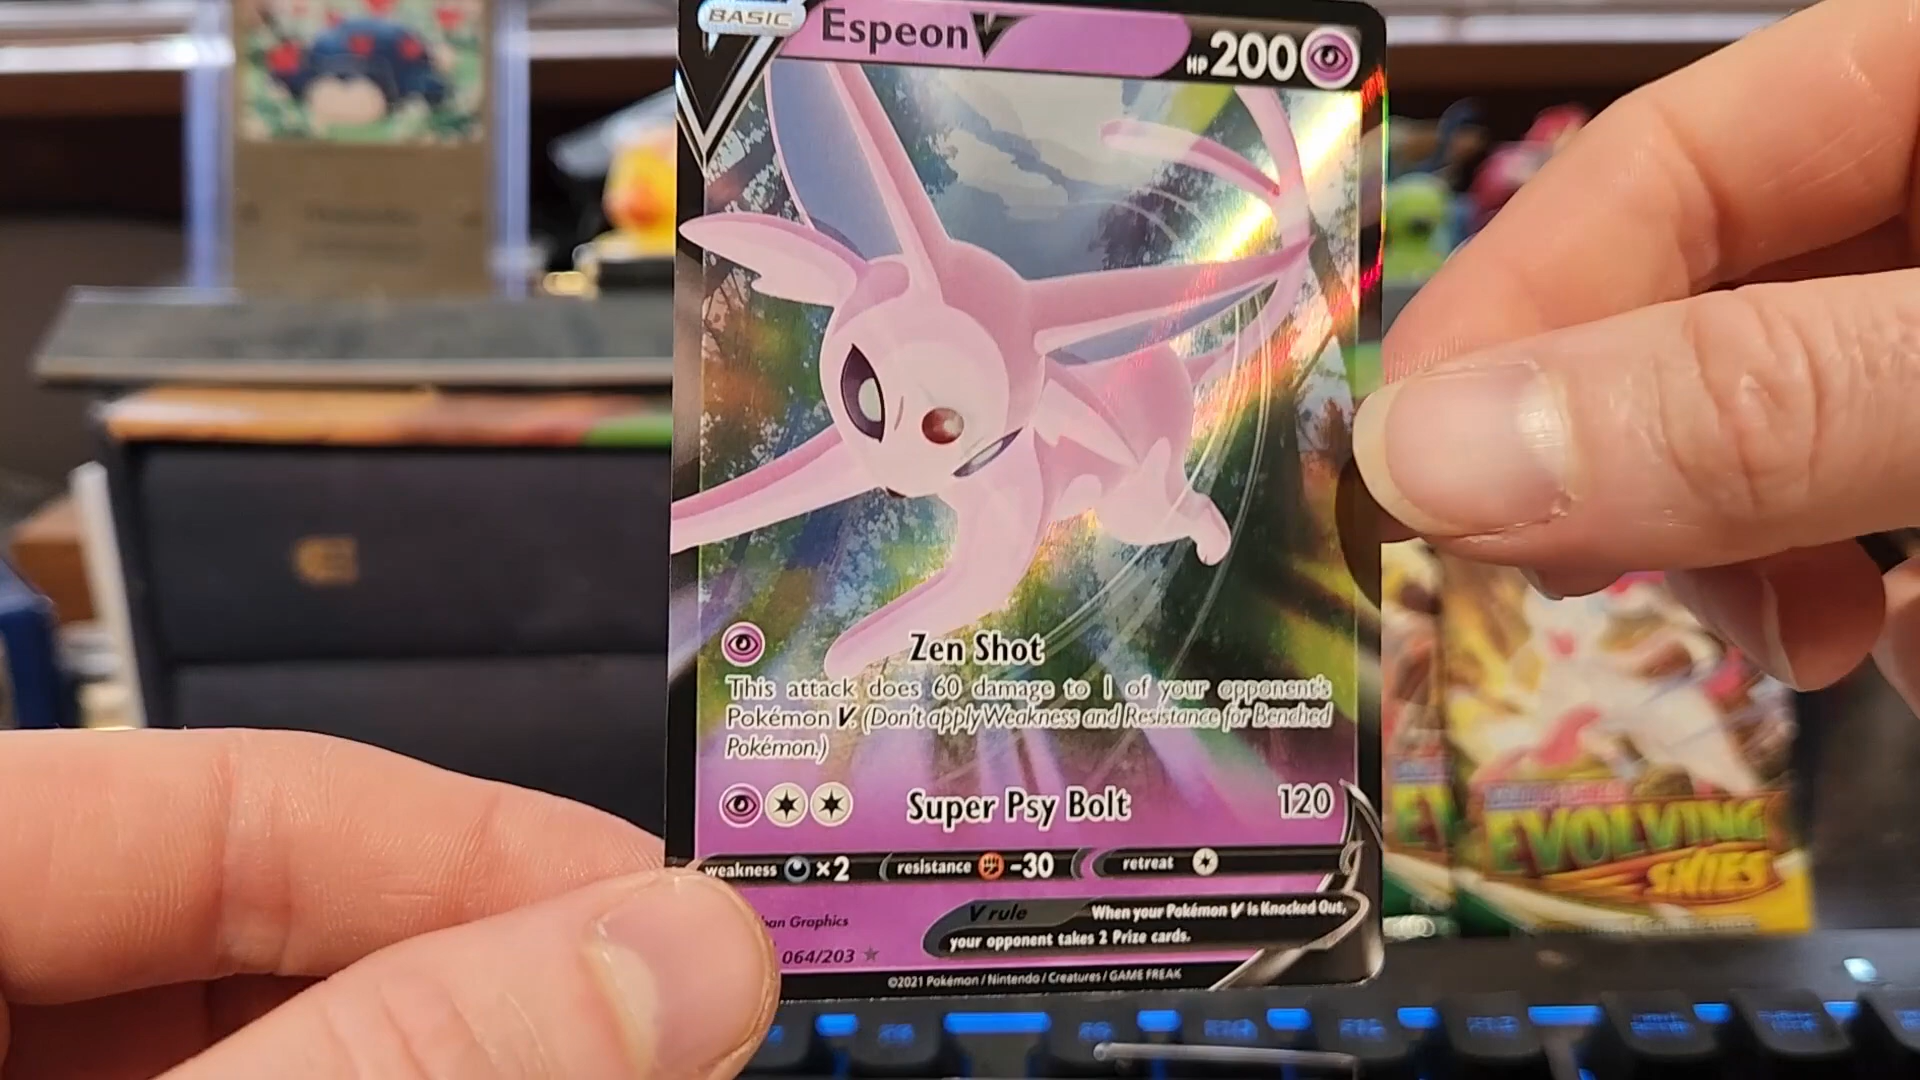 BASIC
Espeon V
HP 200
Zen Shot
This attack does 60 damage to 1 of your opponent's
Pokémon V. (Don't apply Weakness and Resistance for Benched
Pokémon.)
Super Psy Bolt 120
weakness ×2 resistance -30 retreat
Graphics
V rule When your Pokémon V is Knocked Out,
your opponent takes 2 Prize cards.
064/203
©2021 Pokémon / Nintendo / Creatures / GAME FREAK
EVOLVING
SKIES